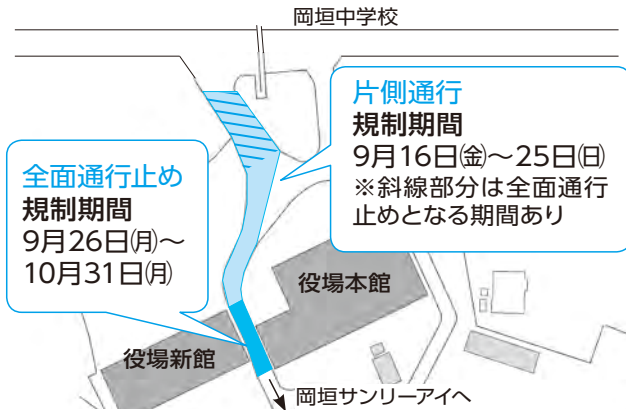 岡垣中学校
片側通行
規制期間
9月16日㈮～25日㈰
※斜線部分は全面通行
止めとなる期間あり
全面通行止め
規制期間
9月26日㈪～
10月31日㈪
役場本館
役場新館
岡垣サンリーアイへ